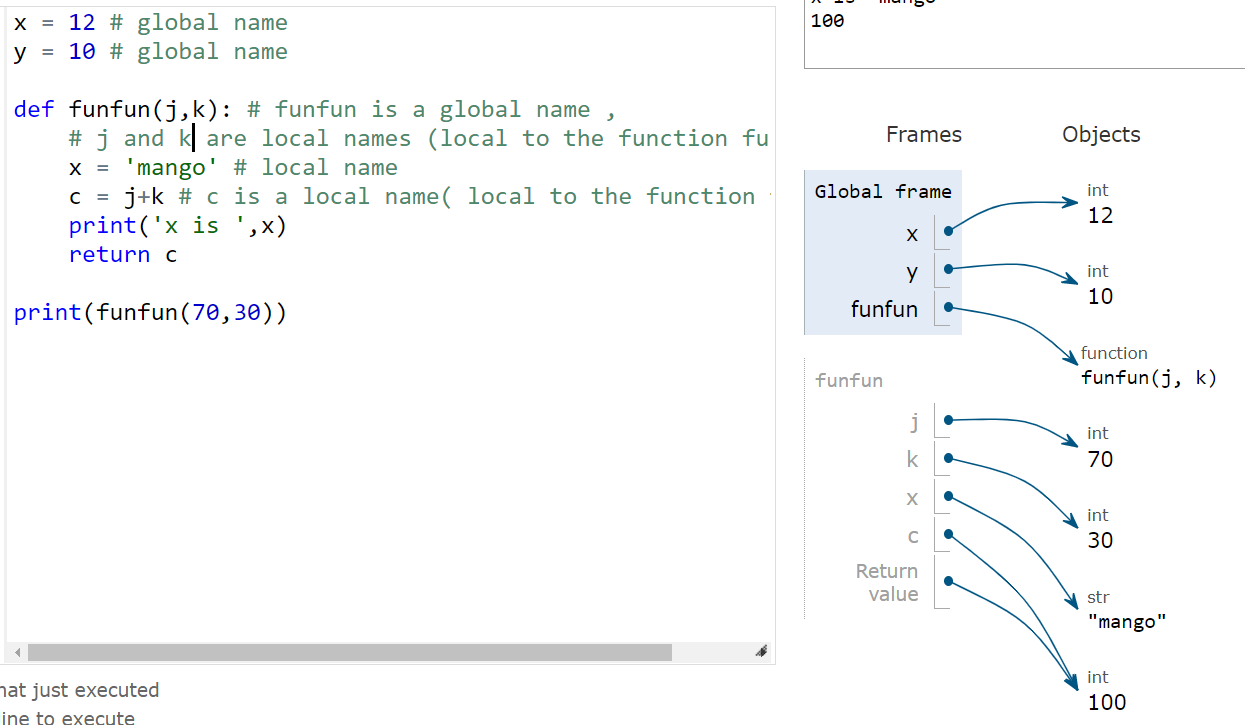 x = 12 # global name
y = 10 # global name
def funfun(j,k): # funfun is a global name ,
# j and k are local names (local to the function fu
x = 'mango' # local name
c = j+k # c is a local name( local to the function
print('x is ',x)
return c
print(funfun(70,30))
hat just executed
ine to execute
100
Frames
Objects
Global frame
x
y
funfun
int
12
int
10
function
funfun(j, k)
funfun
j
k
x
c
Return
value
int
70
int
30
str
"mango"
int
100